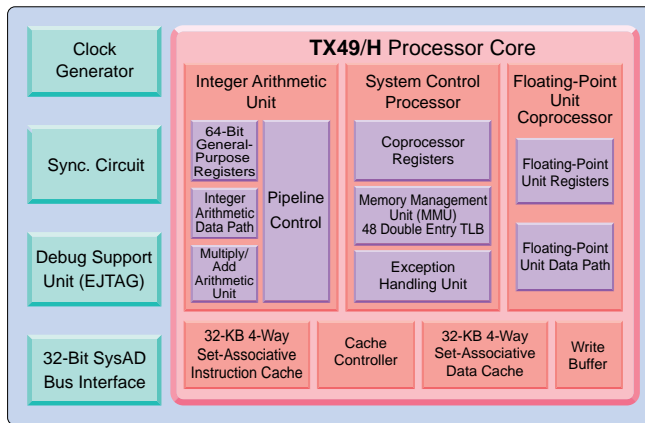 Clock
Generator
Sync. Circuit
Debug Support
Unit (EJTAG)
32-Bit SysAD
Bus Interface
TX49/H Processor Core
Integer Arithmetic
Unit
64-Bit
General-
Purpose
Registers
Integer
Arithmetic
Data Path
Multiply/
Add
Arithmetic
Unit
Pipeline
Control
System Control
Processor
Coprocessor
Registers
Memory Management
Unit (MMU)
48 Double Entry TLB
Exception
Handling Unit
Floating-Point
Unit
Coprocessor
Floating-Point
Unit Registers
Floating-Point
Unit Data Path
32-KB 4-Way
Set-Associative
Instruction Cache
Cache
Controller
32-KB 4-Way
Set-Associative
Data Cache
Write
Buffer